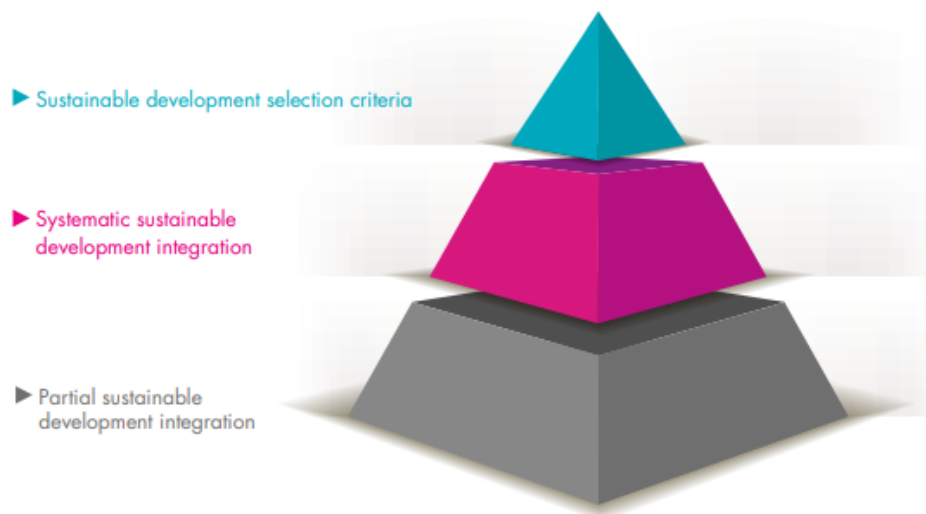 Sustainable development selection criteria
Systematic sustainable
development integration
Partial sustainable
development integration